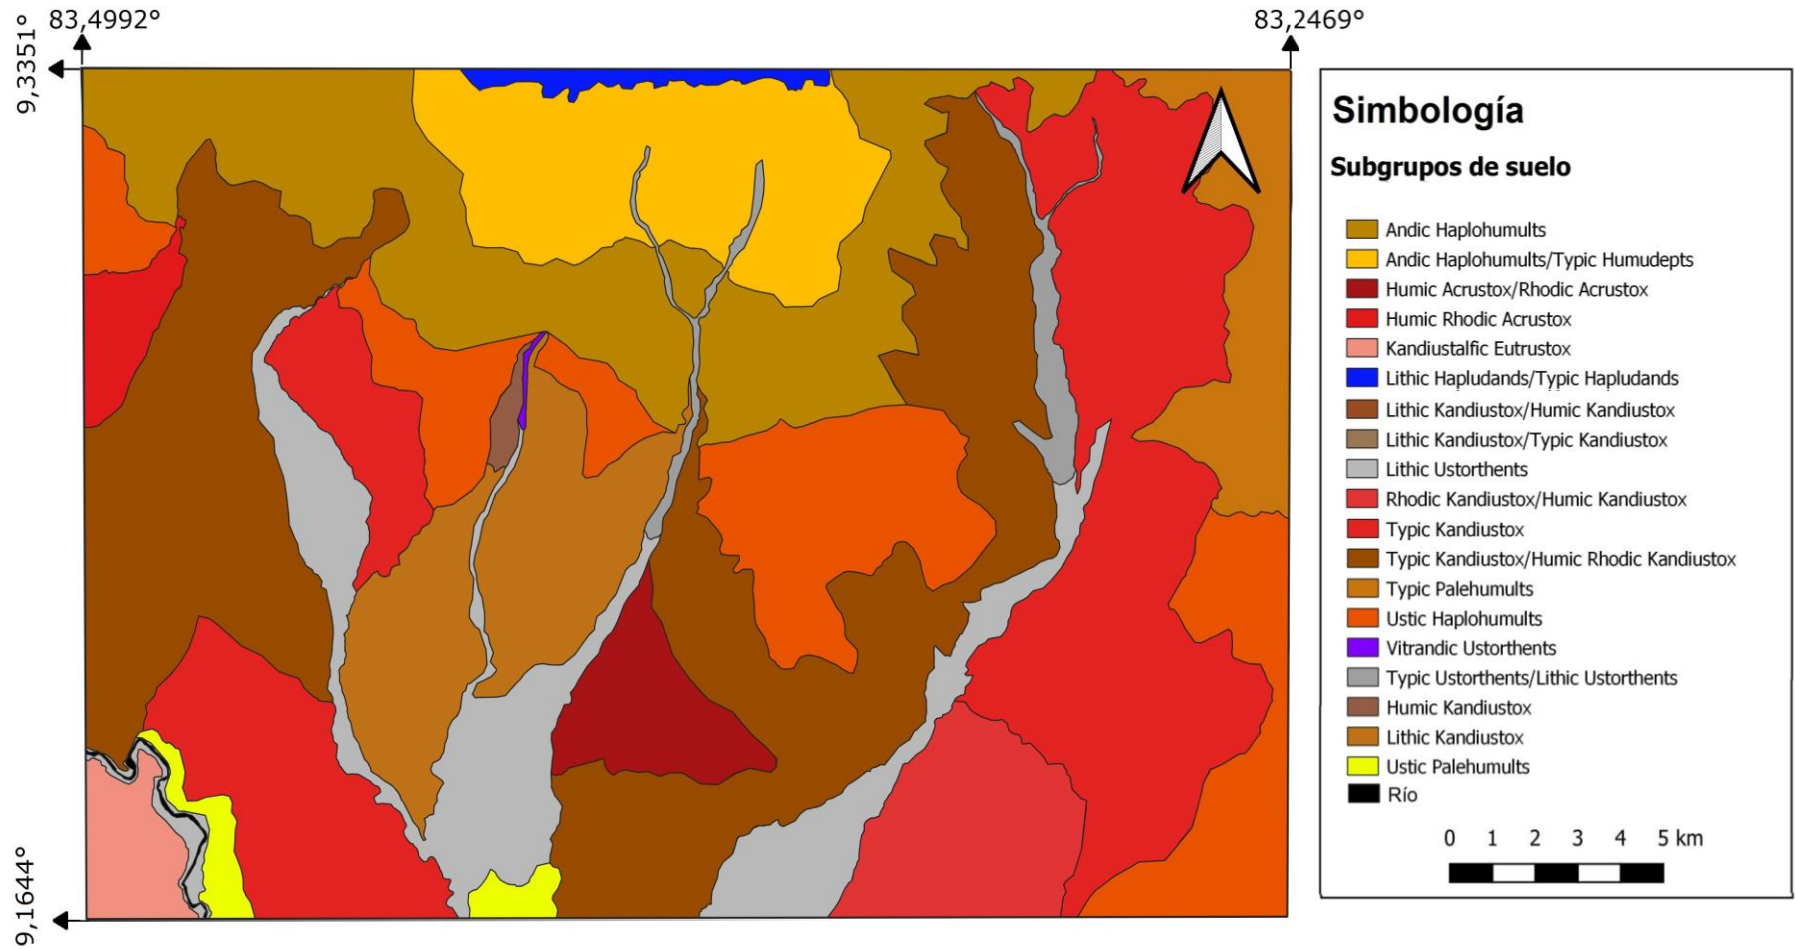 83,4992°
83,2469°
9,3351°
9,1644°
Simbología
Subgrupos de suelo
Andic Haplohumults
Andic Haplohumults/Typic Humudepts
Humic Acrustox/Rhodic Acrustox
Humic Rhodic Acrustox
Kandiustalfic Eutrustox
Lithic Hapludands/Typic Hapludands
Lithic Kandiustox/Humic Kandiustox
Lithic Kandiustox/Typic Kandiustox
Lithic Ustorthents
Rhodic Kandiustox/Humic Kandiustox
Typic Kandiustox
Typic Kandiustox/Humic Rhodic Kandiustox
Typic Palehumults
Ustic Haplohumults
Vitrandic Ustorthents
Typic Ustorthents/Lithic Ustorthents
Humic Kandiustox
Lithic Kandiustox
Ustic Palehumults
Río
0 1 2 3 4 5 km